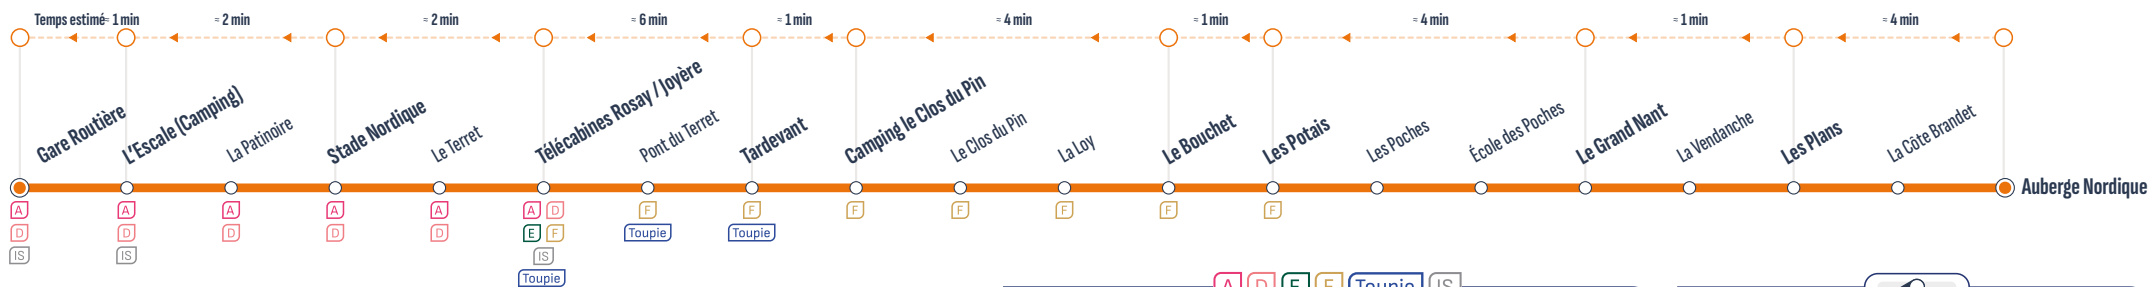 Temps estimé ≈ 1 min ≈ 2 min ≈ 2 min ≈ 6 min ≈ 1 min ≈ 4 min ≈ 1 min ≈ 4 min ≈ 1 min ≈ 4 min
Gare Routière
L'Escale (Camping)
La Patinoire
Stade Nordique
Le Terret
Télécabines Rosay / Joyère
Pont du Terret
Tardevant
Camping le Clos du Pin
Le Clos du Pin
La Loy
Le Bouchet
Les Potais
Les Poches
École des Poches
Le Grand Nant
La Vendanche
Les Plans
La Côte Brandet
Auberge Nordique
A A A A A A D F F F F F F F
D D D D D E F Toupie Toupie
IS IS IS
Toupie
A D E F Toupie IS